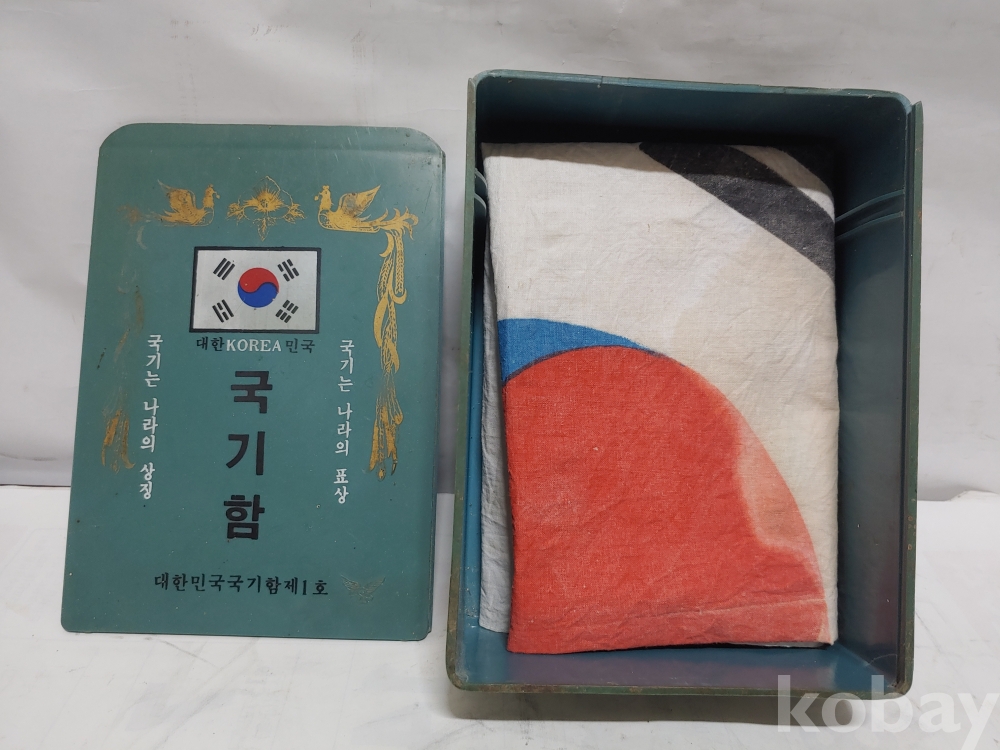 대한KOREA민국
국기함
국기는 나라의 상징
국기는 나라의 표상
대한민국국기함제1호
kobay